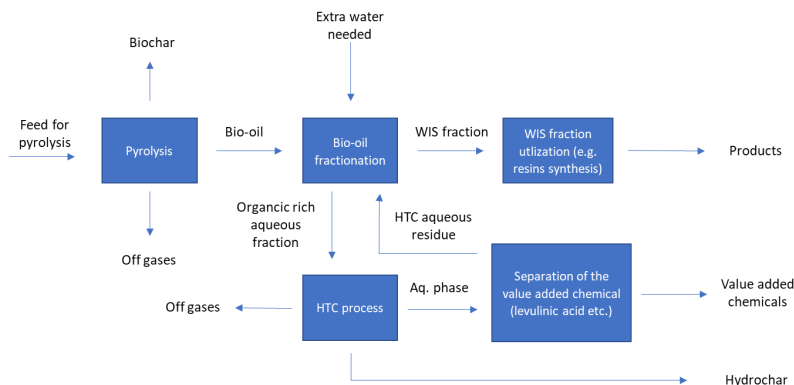 Extra water
needed
Biochar
Feed for
pyrolysis
Pyrolysis
Bio-oil
Bio-oil
fractionation
WIS fraction
WIS fraction
utlization (e.g.
resins synthesis)
Products
Organcic rich
aqueous
fraction
HTC aqueous
residue
Off gases
Off gases
HTC process
Aq. phase
Separation of the
value added chemical
(levulinic acid etc.)
Value added
chemicals
Hydrochar